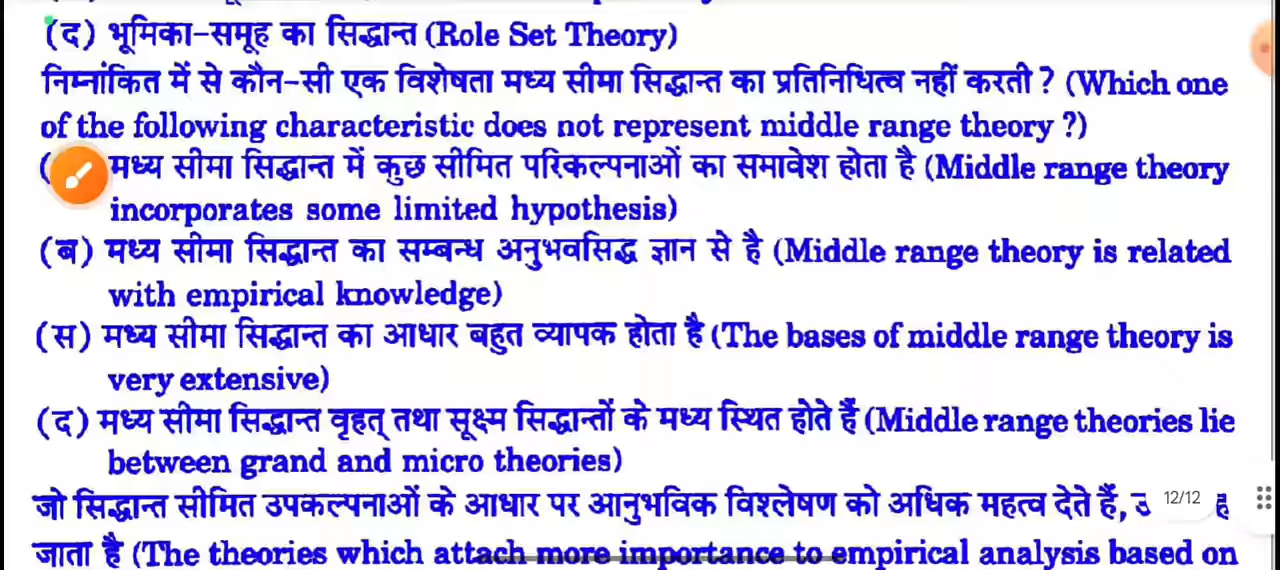 (द) भूमिका-समूह का सिद्धान्त (Role Set Theory)
निम्नांकित में से कौन-सी एक विशेषता मध्य सीमा सिद्धान्त का प्रतिनिधित्व नहीं करती ? (Which one
of the following characteristic does not represent middle range theory ?)
( मध्य सीमा सिद्धान्त में कुछ सीमित परिकल्पनाओं का समावेश होता है (Middle range theory
incorporates some limited hypothesis)
(ब) मध्य सीमा सिद्धान्त का सम्बन्ध अनुभवसिद्ध ज्ञान से है (Middle range theory is related
with empirical knowledge)
(स) मध्य सीमा सिद्धान्त का आधार बहुत व्यापक होता है (The bases of middle range theory is
very extensive)
(द) मध्य सीमा सिद्धान्त वृहत् तथा सूक्ष्म सिद्धान्तों के मध्य स्थित होते हैं (Middle range theories lie
between grand and micro theories)
जो सिद्धान्त सीमित उपकल्पनाओं के आधार पर आनुभविक विश्लेषण को अधिक महत्व देते हैं, 12/12
जाता है (The theories which attach more importance to empirical analysis based on